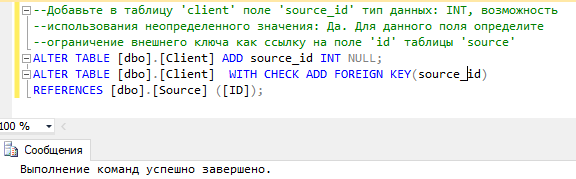 --Добавьте в таблицу 'client' поле 'source_id' тип данных: INT, возможность
--использования неопределенного значения: Да. Для данного поля определите
--ограничение внешнего ключа как ссылку на поле 'id' таблицы 'source'
ALTER TABLE [dbo].[Client] ADD source_id INT NULL;
ALTER TABLE [dbo].[Client]  WITH CHECK ADD FOREIGN KEY(source_id)
REFERENCES [dbo].[Source] ([ID]);
100 %
Сообщения
Выполнение команд успешно завершено.